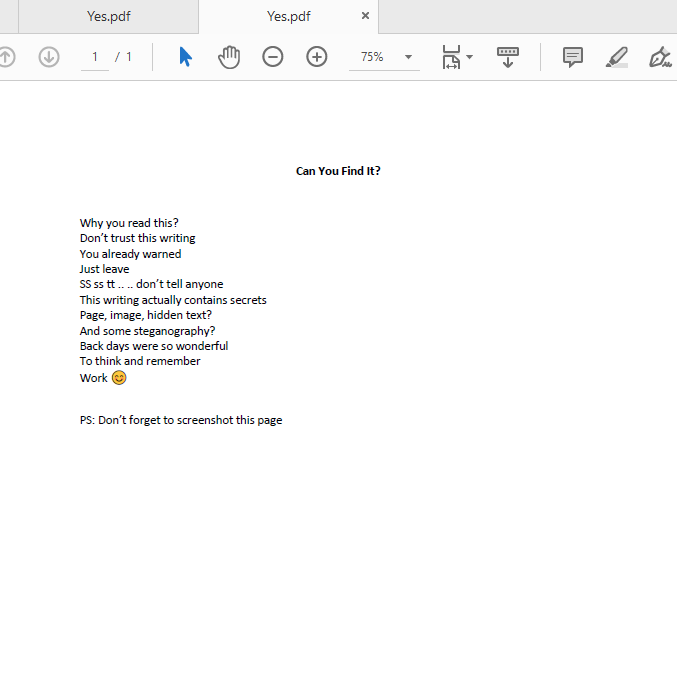 Yes.pdf Yes.pdf
1 / 1 75%
Can You Find It?
Why you read this?
Don’t trust this writing
You already warned
Just leave
SS ss tt .. .. don’t tell anyone
This writing actually contains secrets
Page, image, hidden text?
And some steganography?
Back days were so wonderful
To think and remember
Work 😊
PS: Don’t forget to screenshot this page